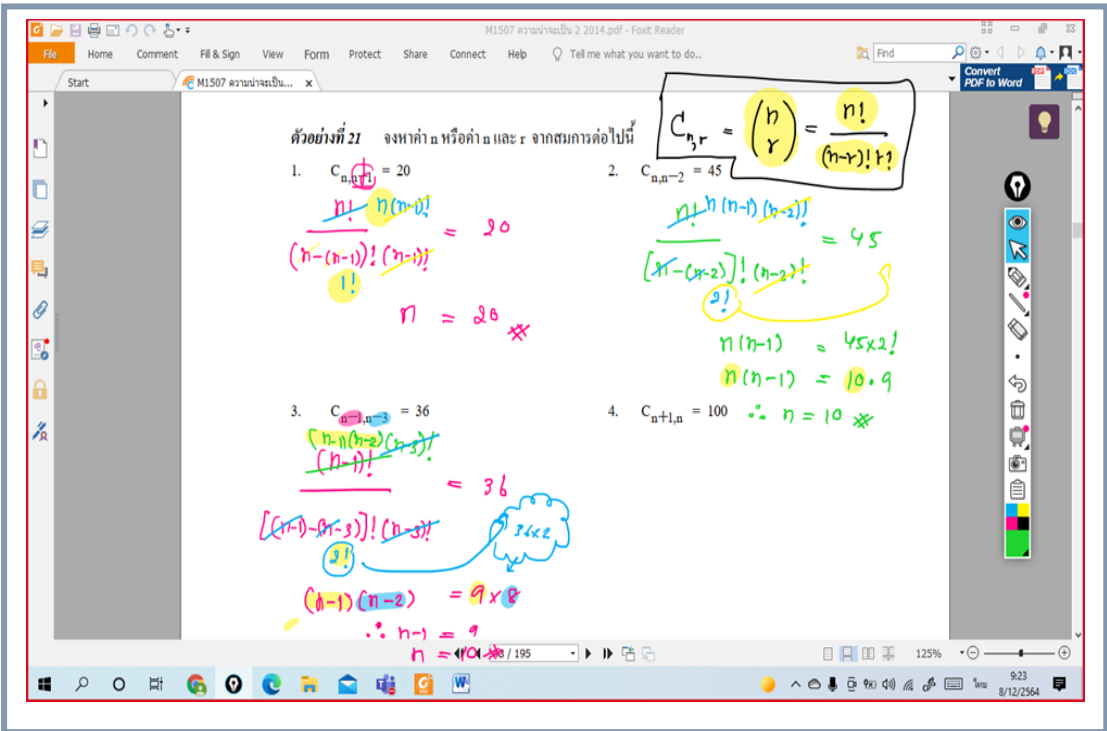 M1507 ความน่าจะเป็น 2 2014.pdf - Foxit Reader
File Home Comment Fill & Sign View Form Protect Share Connect Help Tell me what you want to do... Find
Start M1507 ความน่าจะเป็น... x
Convert PDF to Word
ตัวอย่างที่ 21 จงหาค่า n หรือค่า n และ r จากสมการต่อไปนี้
C n,r = (n r) = n! / (n-r)! r!
1. C n,n-1 = 20
n! n(n-1)!
(n-(n-1))! (n-1)! = 20
1!
n = 20
2. C n,n-2 = 45
n! n(n-1)(n-2)!
[n-(n-2)]! (n-2)! = 45
2!
n(n-1) = 45x2!
n(n-1) = 10.9
∴ n = 10
3. C n-1,n-3 = 36
(n-1)(n-2)(n-3)!
(n-1)!
[(n-1)-(n-3)]! (n-3)! = 36
2!
36x2
(n-1)(n-2) = 9x8
∴ n-1 = 9
n = 10
4. C n+1,n = 100
/ 195
125%
ไทย
9:23
8/12/2564